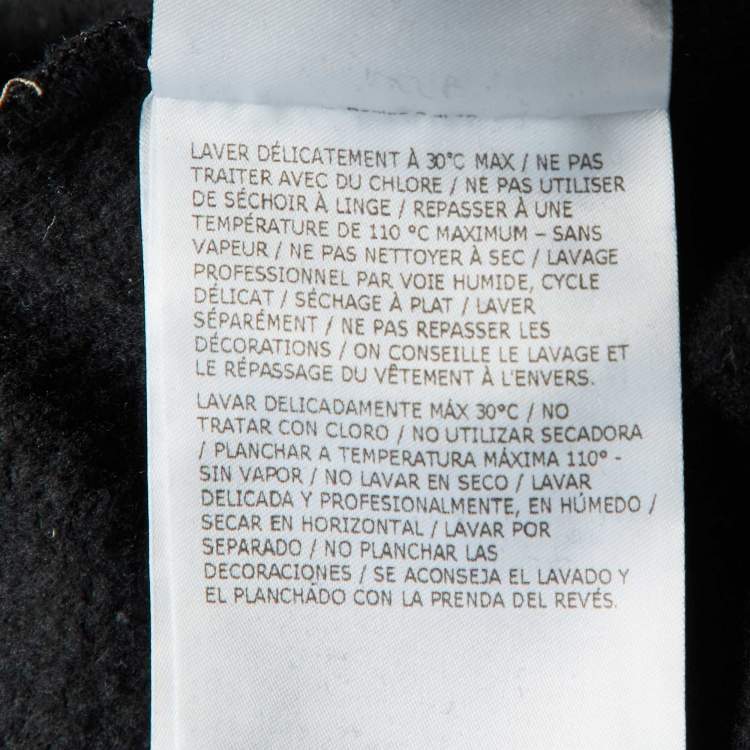 LAVER DÉLICATEMENT À 30°C MAX / NE PAS
TRAITER AVEC DU CHLORE / NE PAS UTILISER
DE SÉCHOIR À LINGE / REPASSER À UNE
TEMPÉRATURE DE 110 °C MAXIMUM – SANS
VAPEUR / NE PAS NETTOYER À SEC / LAVAGE
PROFESSIONNEL PAR VOIE HUMIDE, CYCLE
DÉLICAT / SÉCHAGE À PLAT / LAVER
SÉPARÉMENT / NE PAS REPASSER LES
DÉCORATIONS / ON CONSEILLE LE LAVAGE ET
LE RÉPASSAGE DU VÊTEMENT À L'ENVERS.
LAVAR DELICADAMENTE MÁX 30°C / NO
TRATAR CON CLORO / NO UTILIZAR SECADORA
/ PLANCHAR A TEMPERATURA MÁXIMA 110° -
SIN VAPOR / NO LAVAR EN SECO / LAVAR
DELICADA Y PROFESIONALMENTE, EN HÚMEDO /
SECAR EN HORIZONTAL / LAVAR POR
SEPARADO / NO PLANCHAR LAS
DECORACIONES / SE ACONSEJA EL LAVADO Y
EL PLANCHADO CON LA PRENDA DEL REVÉS.